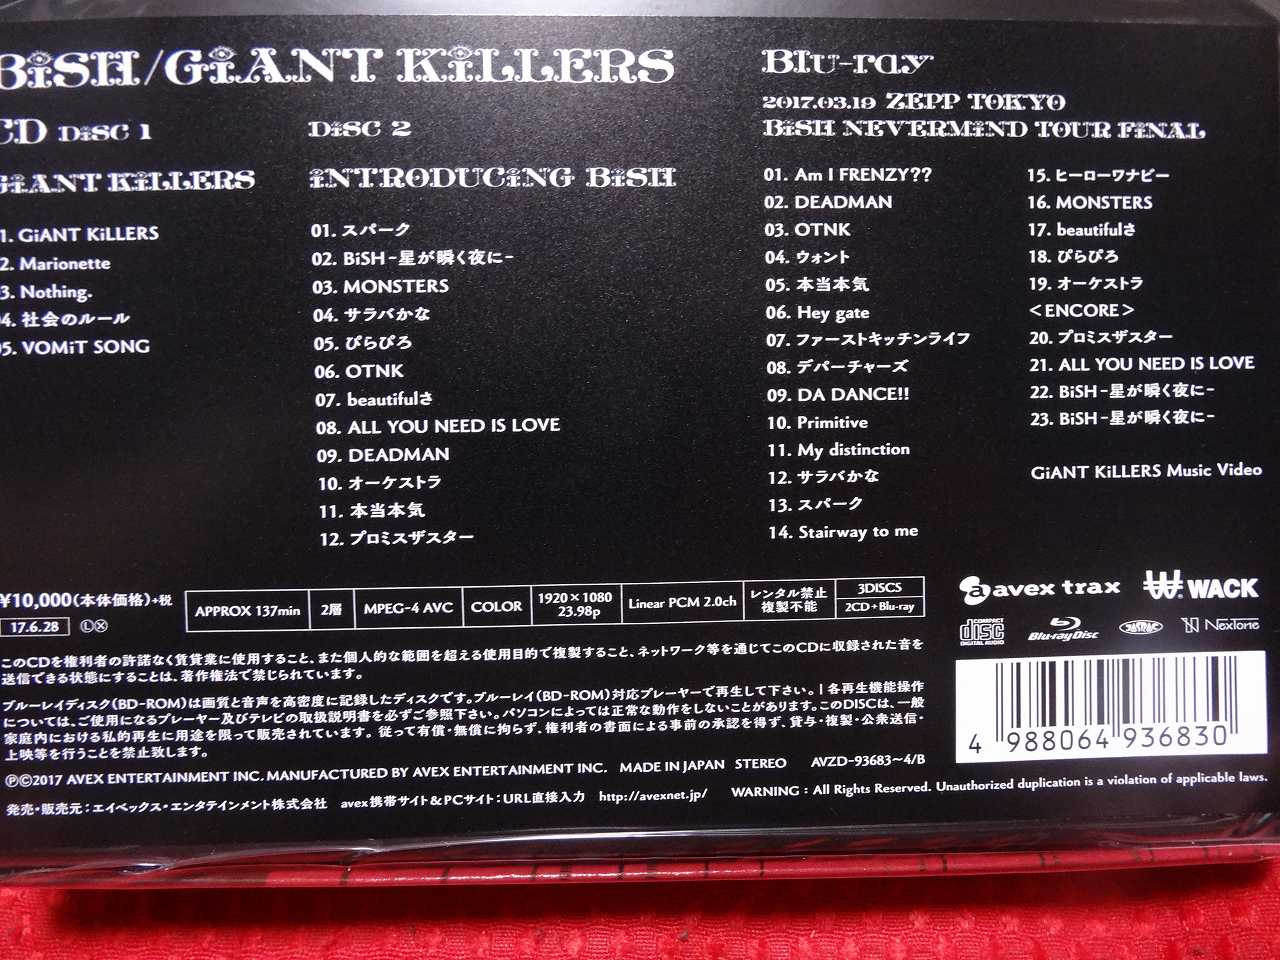 BiSH/GiANT KiLLERS
CD DiSC 1
GiANT KiLLERS
1. GiANT KiLLERS
2. Marionette
3. Nothing.
04. 社会のルール
05. VOMiT SONG
DiSC 2
iNTRODUCiNG BiSH
01. スパーク
02. BiSH -星が瞬く夜に-
03. MONSTERS
04. サラバかな
05. ぴらぴろ
06. OTNK
07. beautifulさ
08. ALL YOU NEED IS LOVE
09. DEADMAN
10. オーケストラ
11. 本当本気
12. プロミスザスター
Blu-ray
2017.03.19 ZEPP TOKYO
BiSH NEVERMiND TOUR FiNAL
01. Am I FRENZY??
02. DEADMAN
03. OTNK
04. ウォント
05. 本当本気
06. Hey gate
07. ファーストキッチンライフ
08. デパーチャーズ
09. DA DANCE!!
10. Primitive
11. My distinction
12. サラバかな
13. スパーク
14. Stairway to me
15. ヒーローワナビー
16. MONSTERS
17. beautifulさ
18. ぴらぴろ
19. オーケストラ
<ENCORE>
20. プロミスザスター
21. ALL YOU NEED IS LOVE
22. BiSH -星が瞬く夜に-
23. BiSH -星が瞬く夜に-
GiANT KiLLERS Music Video
¥10,000(本体価格)+税
17.6.28 Ⓛ Ⓧ
APPROX 137min 2層 MPEG-4 AVC COLOR 1920×1080 23.98p Linear PCM 2.0ch レンタル禁止 複製不能 3DISCS 2CD+Blu-ray
avex trax WACK
COMPACT disc DIGITAL AUDIO Blu-ray Disc JASRAC NexTone
このCDを権利者の許諾なく賃貸業に使用すること、また個人的な範囲を超える使用目的で複製すること、ネットワーク等を通じてこのCDに収録された音を
送信できる状態にすることは、著作権法で禁じられています。
ブルーレイディスク(BD-ROM)は画質と音声を高密度に記録したディスクです。ブルーレイ(BD-ROM)対応プレーヤーで再生して下さい。| 各再生機能操作
については、ご使用になるプレーヤー及びテレビの取扱説明書を必ずご参照下さい。パソコンによっては正常な動作をしないことがあります。このDISCは、一般
家庭内における私的再生に用途を限って販売されています。従って有償・無償に拘らず、権利者の書面による事前の承認を得ず、貸与・複製・公衆送信・
上映等を行うことを禁止致します。
4 988064 936830
℗©2017 AVEX ENTERTAINMENT INC. MANUFACTURED BY AVEX ENTERTAINMENT INC. MADE IN JAPAN STEREO AVZD-93683~4/B
発売・販売元：エイベックス・エンタテインメント株式会社 avex携帯サイト&PCサイト：URL直接入力 http://avexnet.jp/ WARNING : All Rights Reserved. Unauthorized duplication is a violation of applicable laws.